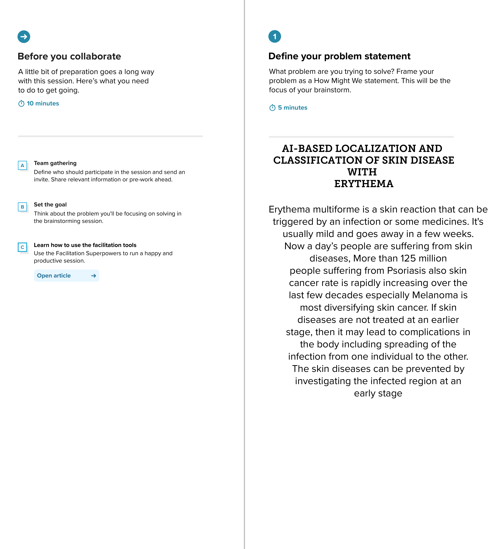 Before you collaborate
A little bit of preparation goes a long way
with this session. Here's what you need
to do to get going.
10 minutes
A
Team gathering
Define who should participate in the session and send an
invite. Share relevant information or pre-work ahead.
B
Set the goal
Think about the problem you'll be focusing on solving in
the brainstorming session.
C
Learn how to use the facilitation tools
Use the Facilitation Superpowers to run a happy and
productive session.
Open article
1
Define your problem statement
What problem are you trying to solve? Frame your
problem as a How Might We statement. This will be the
focus of your brainstorm.
5 minutes
AI-BASED LOCALIZATION AND
CLASSIFICATION OF SKIN DISEASE
WITH
ERYTHEMA
Erythema multiforme is a skin reaction that can be
triggered by an infection or some medicines. It's
usually mild and goes away in a few weeks.
Now a day's people are suffering from skin
diseases, More than 125 million
people suffering from Psoriasis also skin
cancer rate is rapidly increasing over the
last few decades especially Melanoma is
most diversifying skin cancer. If skin
diseases are not treated at an earlier
stage, then it may lead to complications in
the body including spreading of the
infection from one individual to the other.
The skin diseases can be prevented by
investigating the infected region at an
early stage